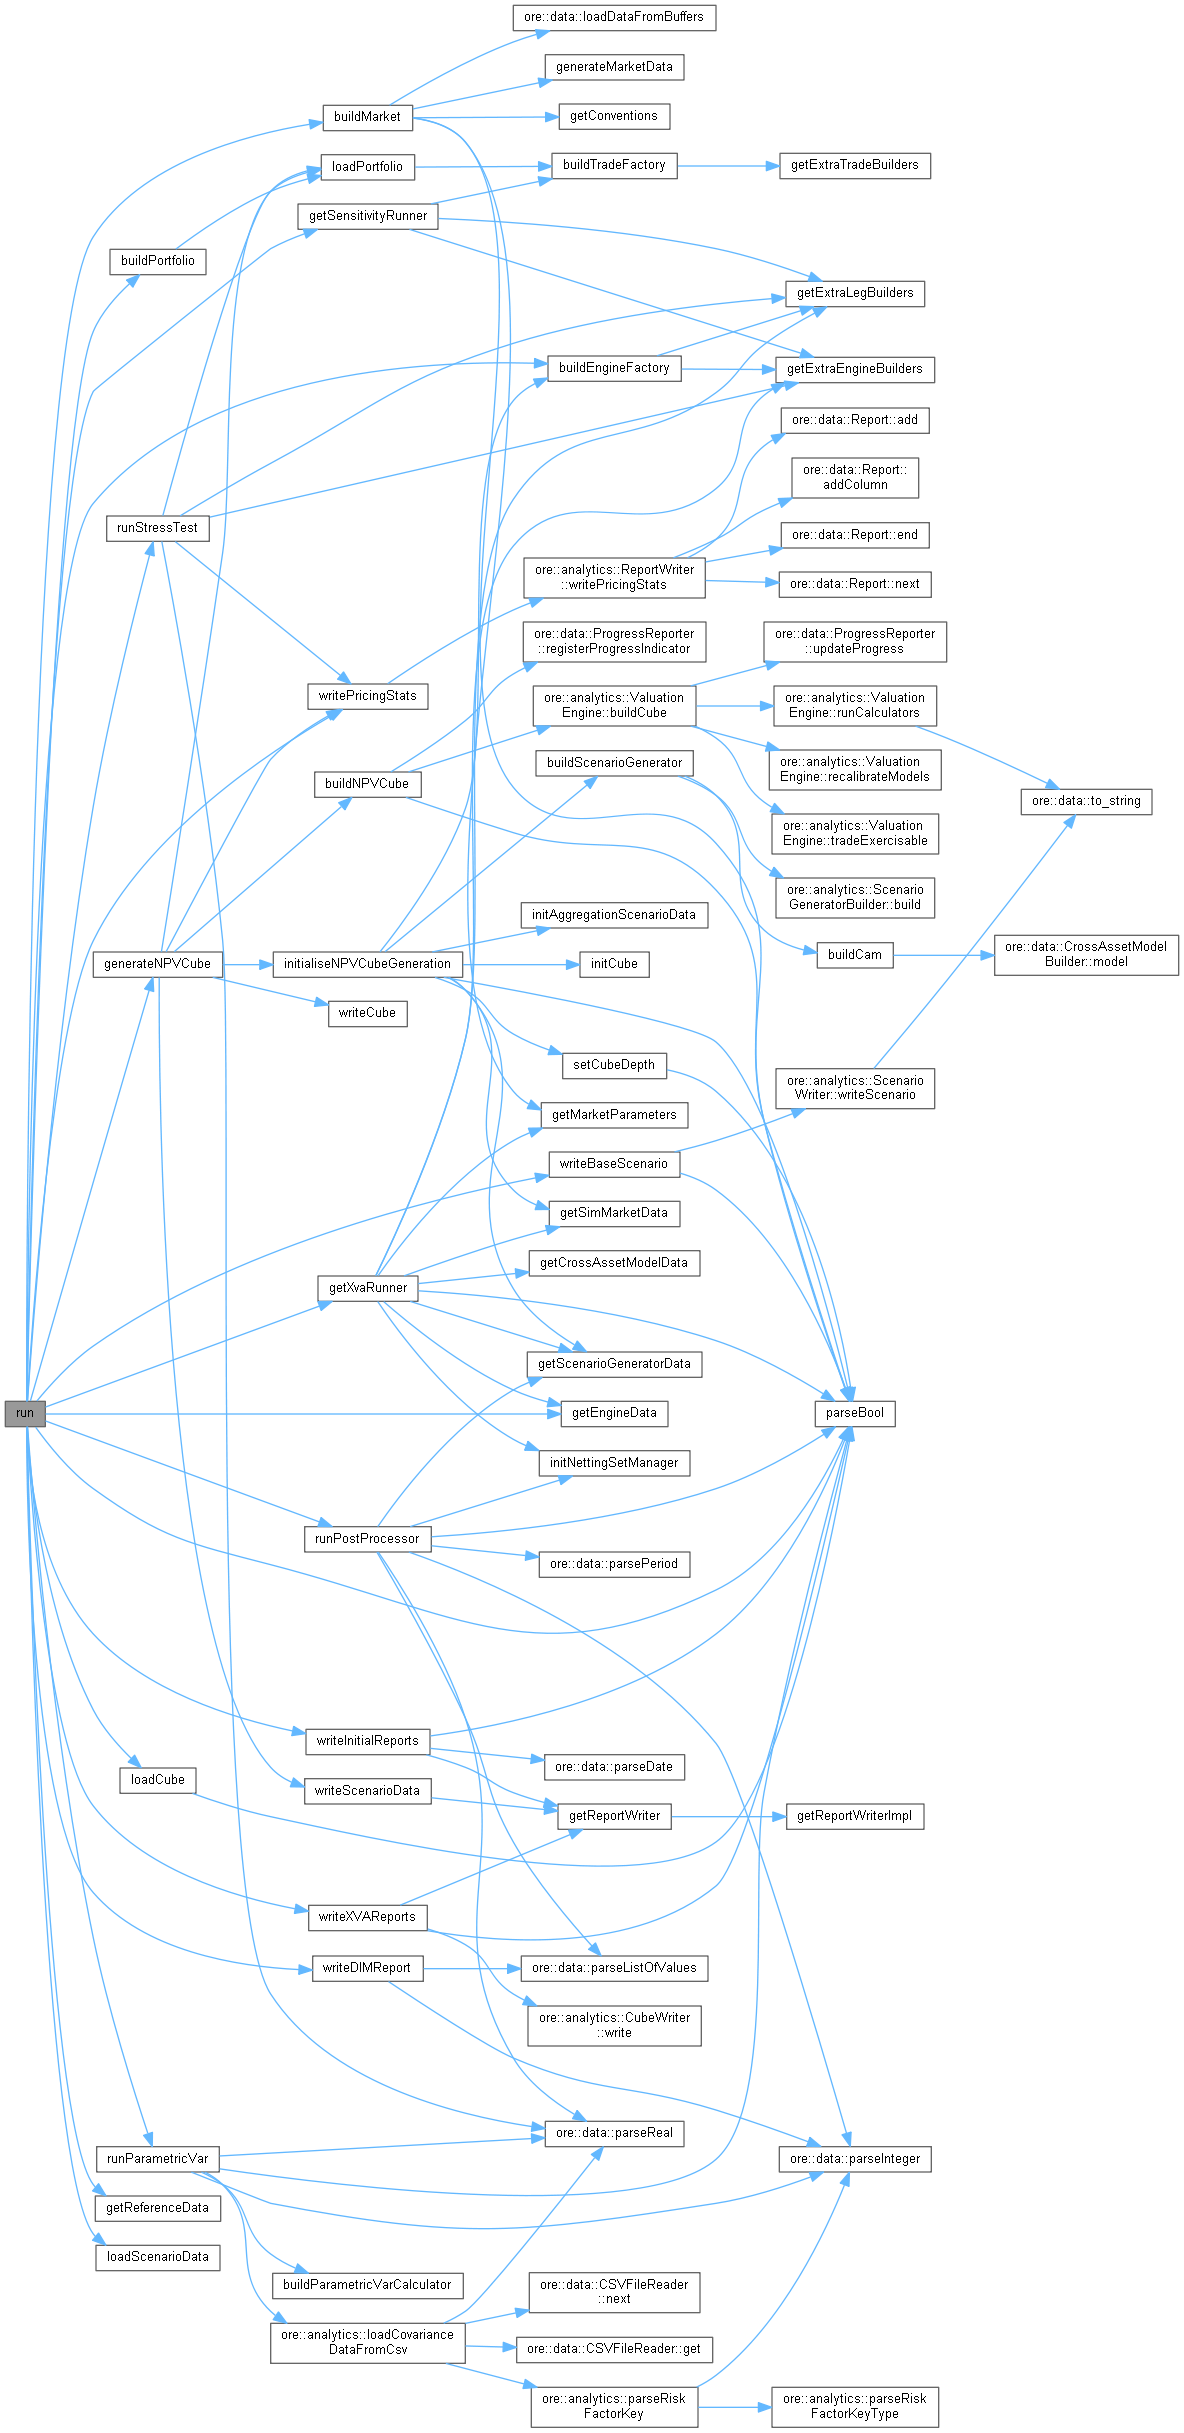 ore::data::loadDataFromBuffers
generateMarketData
buildMarket
getConventions
loadPortfolio
buildTradeFactory
getExtraTradeBuilders
getSensitivityRunner
buildPortfolio
getExtraLegBuilders
buildEngineFactory
getExtraEngineBuilders
ore::data::Report::add
ore::data::Report::
addColumn
runStressTest
ore::data::Report::end
ore::analytics::ReportWriter
::writePricingStats
ore::data::Report::next
ore::data::ProgressReporter
::registerProgressIndicator
ore::data::ProgressReporter
::updateProgress
writePricingStats
ore::analytics::Valuation
Engine::buildCube
ore::analytics::Valuation
Engine::runCalculators
buildScenarioGenerator
ore::analytics::Valuation
Engine::recalibrateModels
buildNPVCube
ore::data::to_string
ore::analytics::Valuation
Engine::tradeExercisable
ore::analytics::Scenario
GeneratorBuilder::build
initAggregationScenarioData
buildCam
ore::data::CrossAssetModel
Builder::model
generateNPVCube
initialiseNPVCubeGeneration
initCube
writeCube
setCubeDepth
ore::analytics::Scenario
Writer::writeScenario
getMarketParameters
writeBaseScenario
getSimMarketData
getCrossAssetModelData
getXvaRunner
getScenarioGeneratorData
run
getEngineData
parseBool
initNettingSetManager
runPostProcessor
ore::data::parsePeriod
writeInitialReports
ore::data::parseDate
loadCube
writeScenarioData
getReportWriter
getReportWriterImpl
writeXVAReports
writeDIMReport
ore::data::parseListOfValues
ore::analytics::CubeWriter
::write
ore::data::parseReal
runParametricVar
ore::data::parseInteger
getReferenceData
loadScenarioData
buildParametricVarCalculator
ore::data::CSVFileReader
::next
ore::analytics::loadCovariance
DataFromCsv
ore::data::CSVFileReader::get
ore::analytics::parseRisk
FactorKey
ore::analytics::parseRisk
FactorKeyType